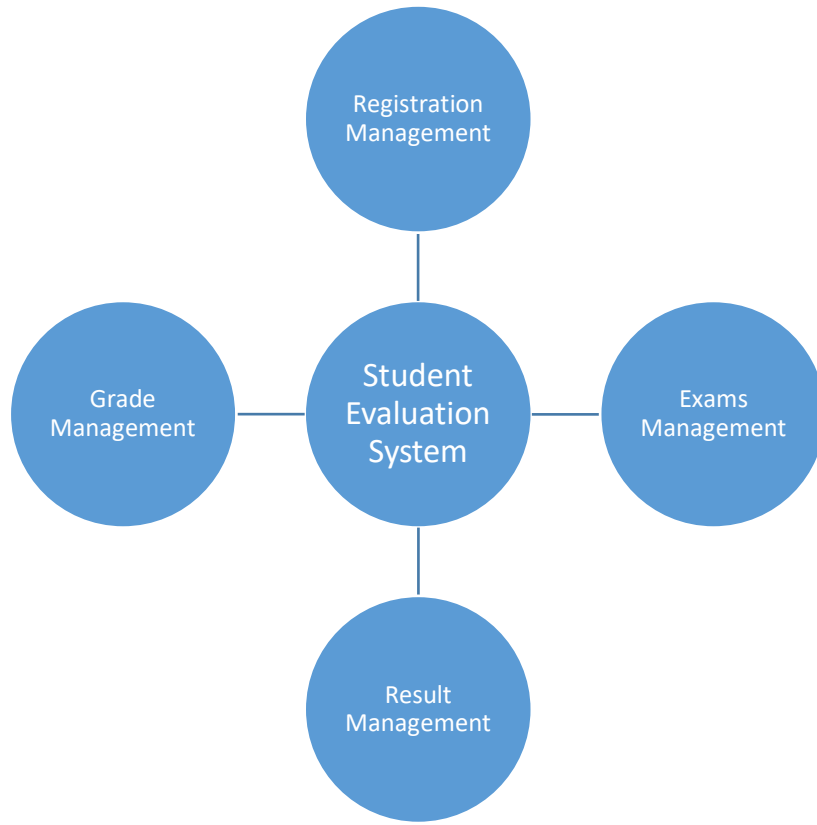 Registration
Management
Grade
Management
Student
Evaluation
System
Exams
Management
Result
Management